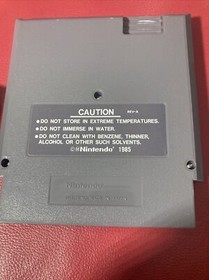 CAUTION
REV-A
• DO NOT STORE IN EXTREME TEMPERATURES.
• DO NOT IMMERSE IN WATER.
• DO NOT CLEAN WITH BENZENE, THINNER,
ALCOHOL OR OTHER SUCH SOLVENTS.
©Nintendo 1985
Nintendo